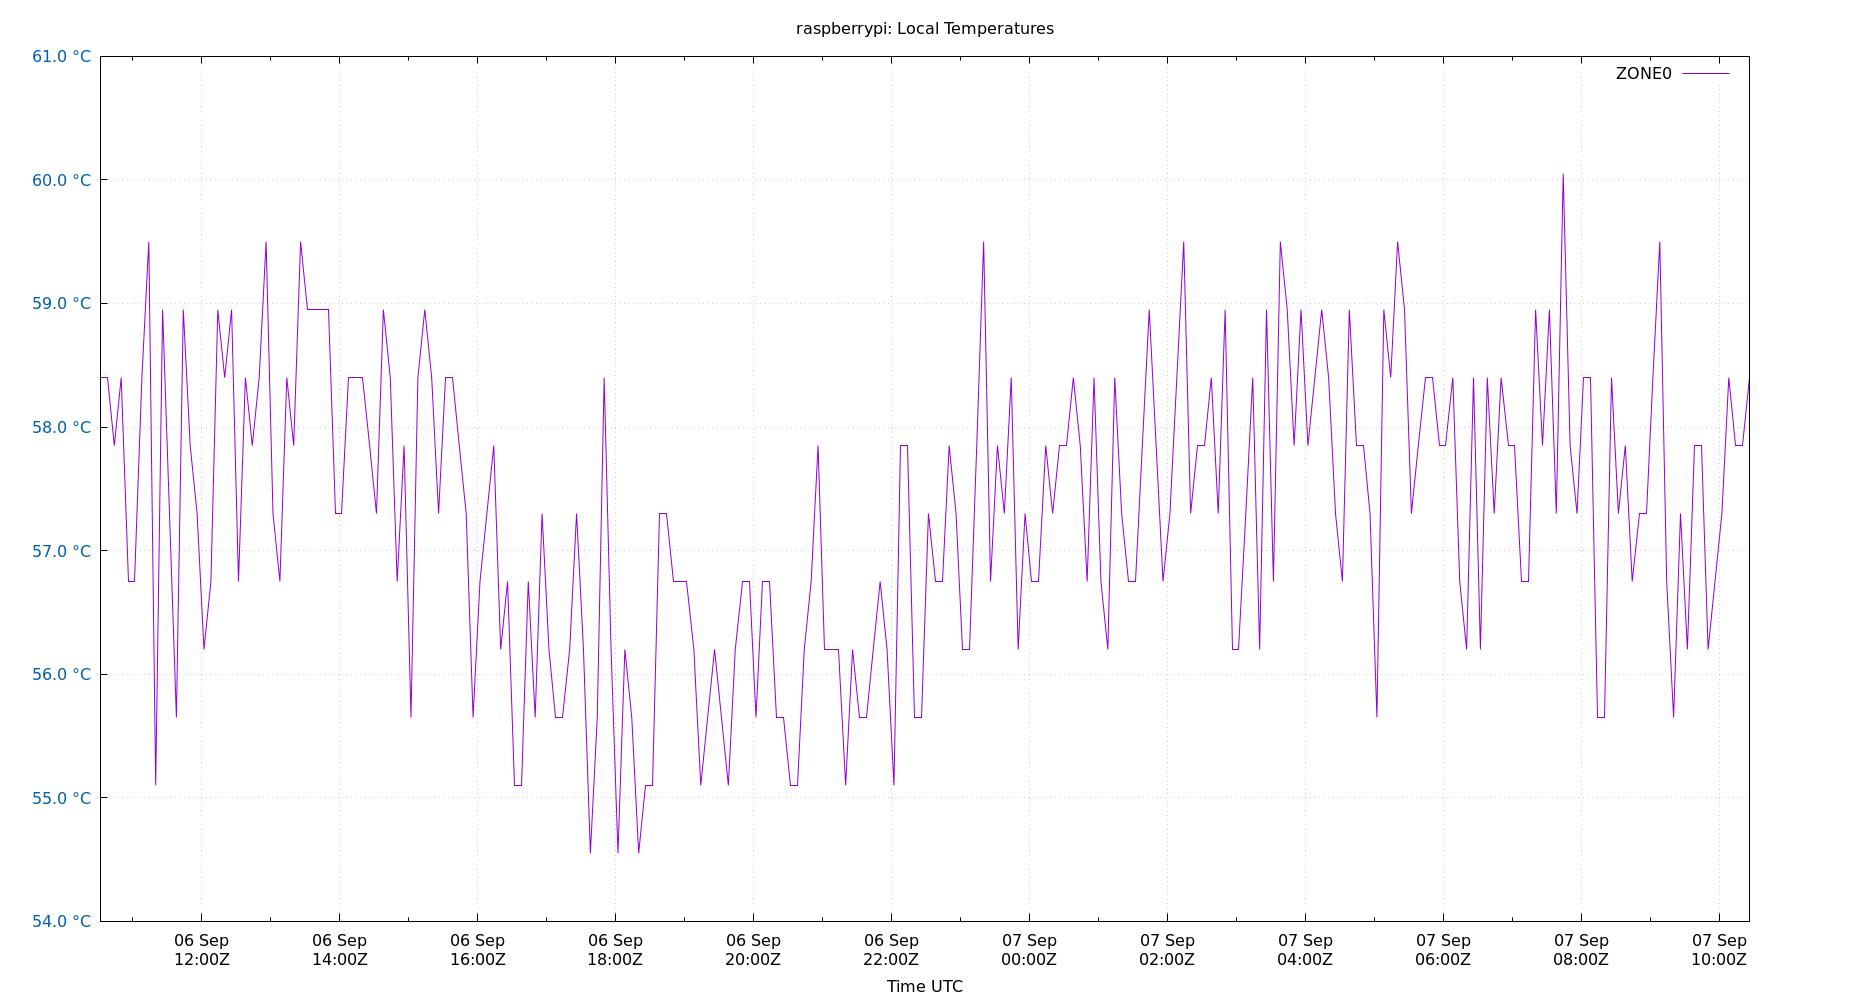 raspberrypi: Local Temperatures
61.0 °C
ZONE0
60.0 °C
59.0 °C
58.0 °C
57.0 °C
56.0 °C
55.0 °C
54.0 °C
06 Sep 06 Sep 06 Sep 06 Sep 06 Sep 06 Sep 07 Sep 07 Sep 07 Sep 07 Sep 07 Sep 07 Sep
12:00Z 14:00Z 16:00Z 18:00Z 20:00Z 22:00Z 00:00Z 02:00Z 04:00Z 06:00Z 08:00Z 10:00Z
Time UTC